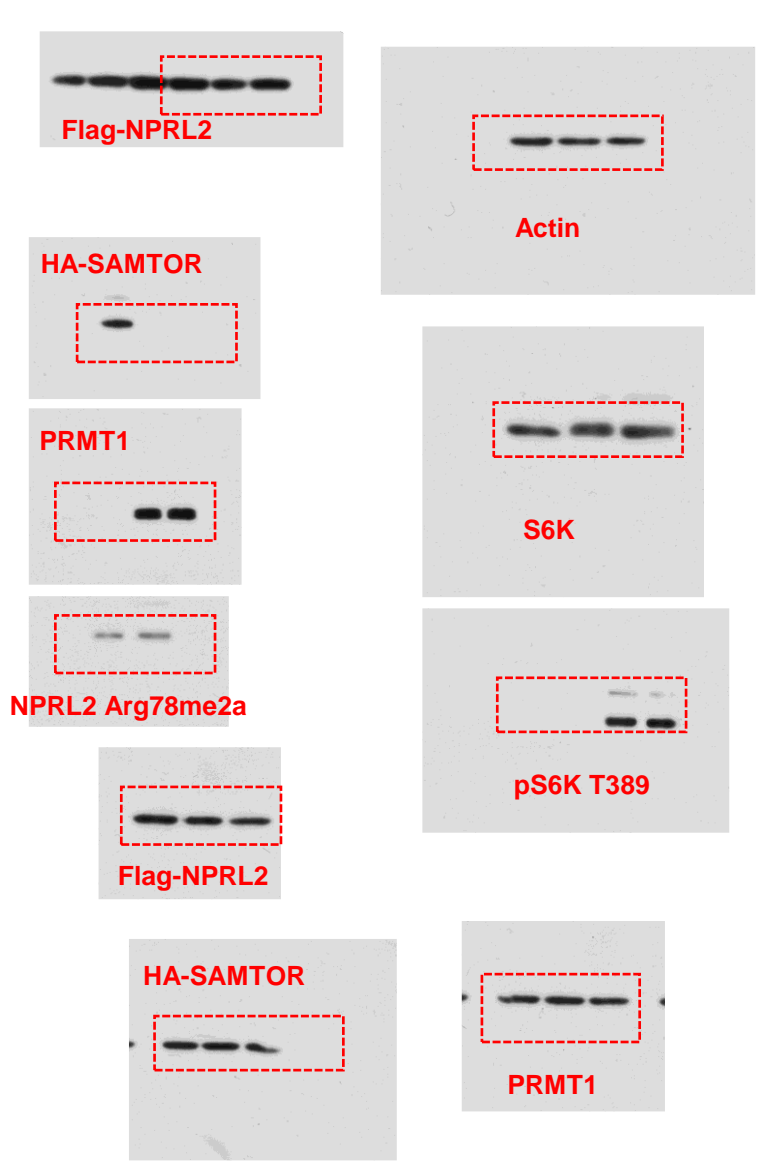 Flag-NPRL2
Actin
HA-SAMTOR
PRMT1
S6K
NPRL2 Arg78me2a
pS6K T389
Flag-NPRL2
HA-SAMTOR
PRMT1